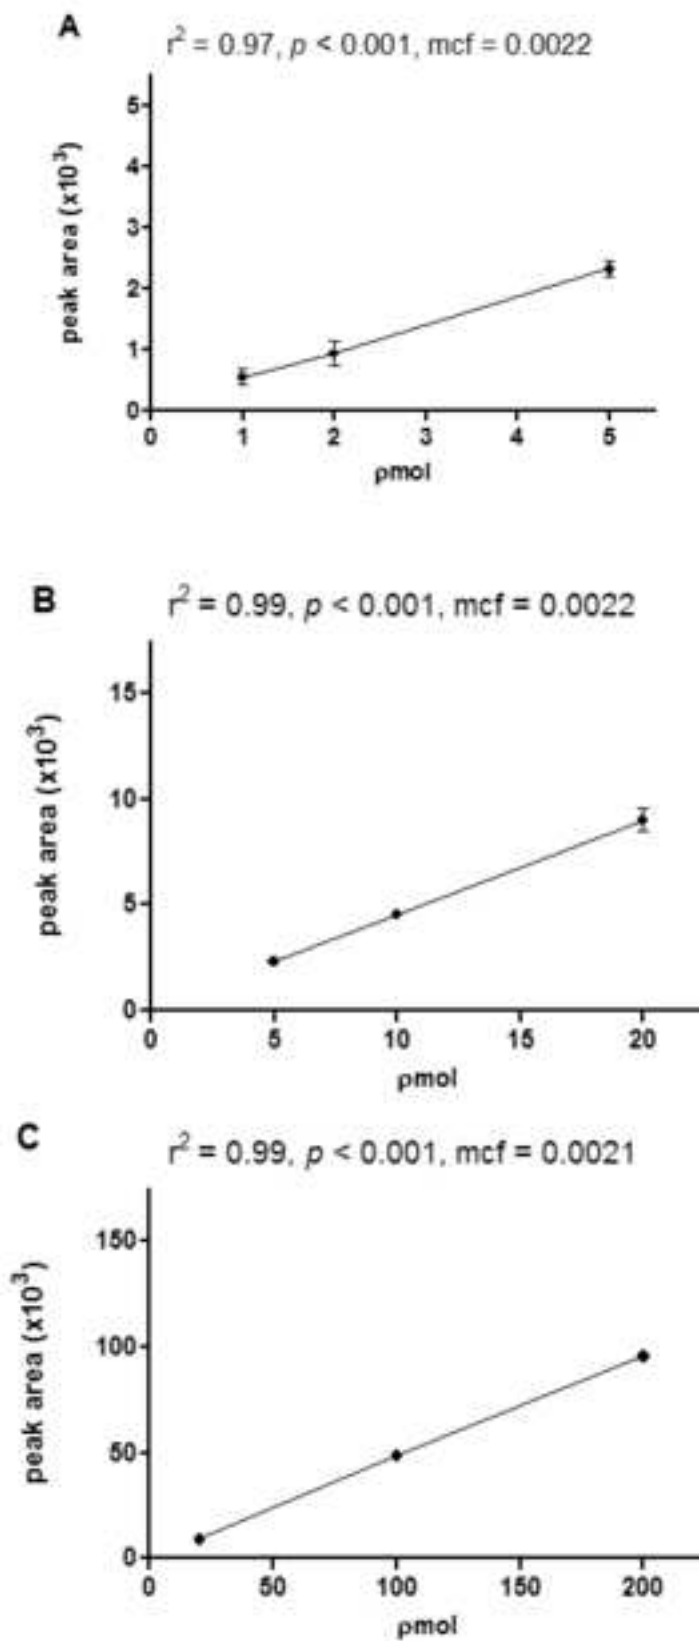 A
r² = 0.97, p < 0.001, mcf = 0.0022
peak area (x10³)
5
4
3
2
1
0
0 1 2 3 4 5
ρmol
B
r² = 0.99, p < 0.001, mcf = 0.0022
peak area (x10³)
15
10
5
0
0 5 10 15 20
ρmol
C
r² = 0.99, p < 0.001, mcf = 0.0021
peak area (x10³)
150
100
50
0
0 50 100 150 200
ρmol